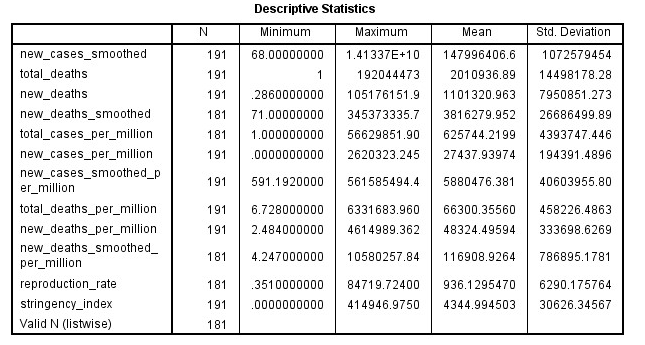 Descriptive Statistics
N Minimum Maximum Mean Std. Deviation
new_cases_smoothed 191 68.00000000 1.41337E+10 147996406.6 1072579454
total_deaths 191 1 192044473 2010936.89 14498178.28
new_deaths 191 .2860000000 105176151.9 1101320.963 7950851.273
new_deaths_smoothed 181 71.00000000 345373335.7 3816279.952 26686499.89
total_cases_per_million 181 1.000000000 56629851.90 625744.2199 4393747.446
new_cases_per_million 191 .0000000000 2620323.245 27437.93974 194391.4896
new_cases_smoothed_p
er_million 191 591.1920000 561585494.4 5880476.381 40603955.80
total_deaths_per_million 191 6.728000000 6331683.960 66300.35560 458226.4863
new_deaths_per_million 191 2.484000000 4614989.362 48324.49594 333698.6269
new_deaths_smoothed_
per_million 181 4.247000000 10580257.84 116908.9264 786895.1781
reproduction_rate 181 .3510000000 84719.72400 936.1295470 6290.175764
stringency_index 191 .0000000000 414946.9750 4344.994503 30626.34567
Valid N (listwise) 181